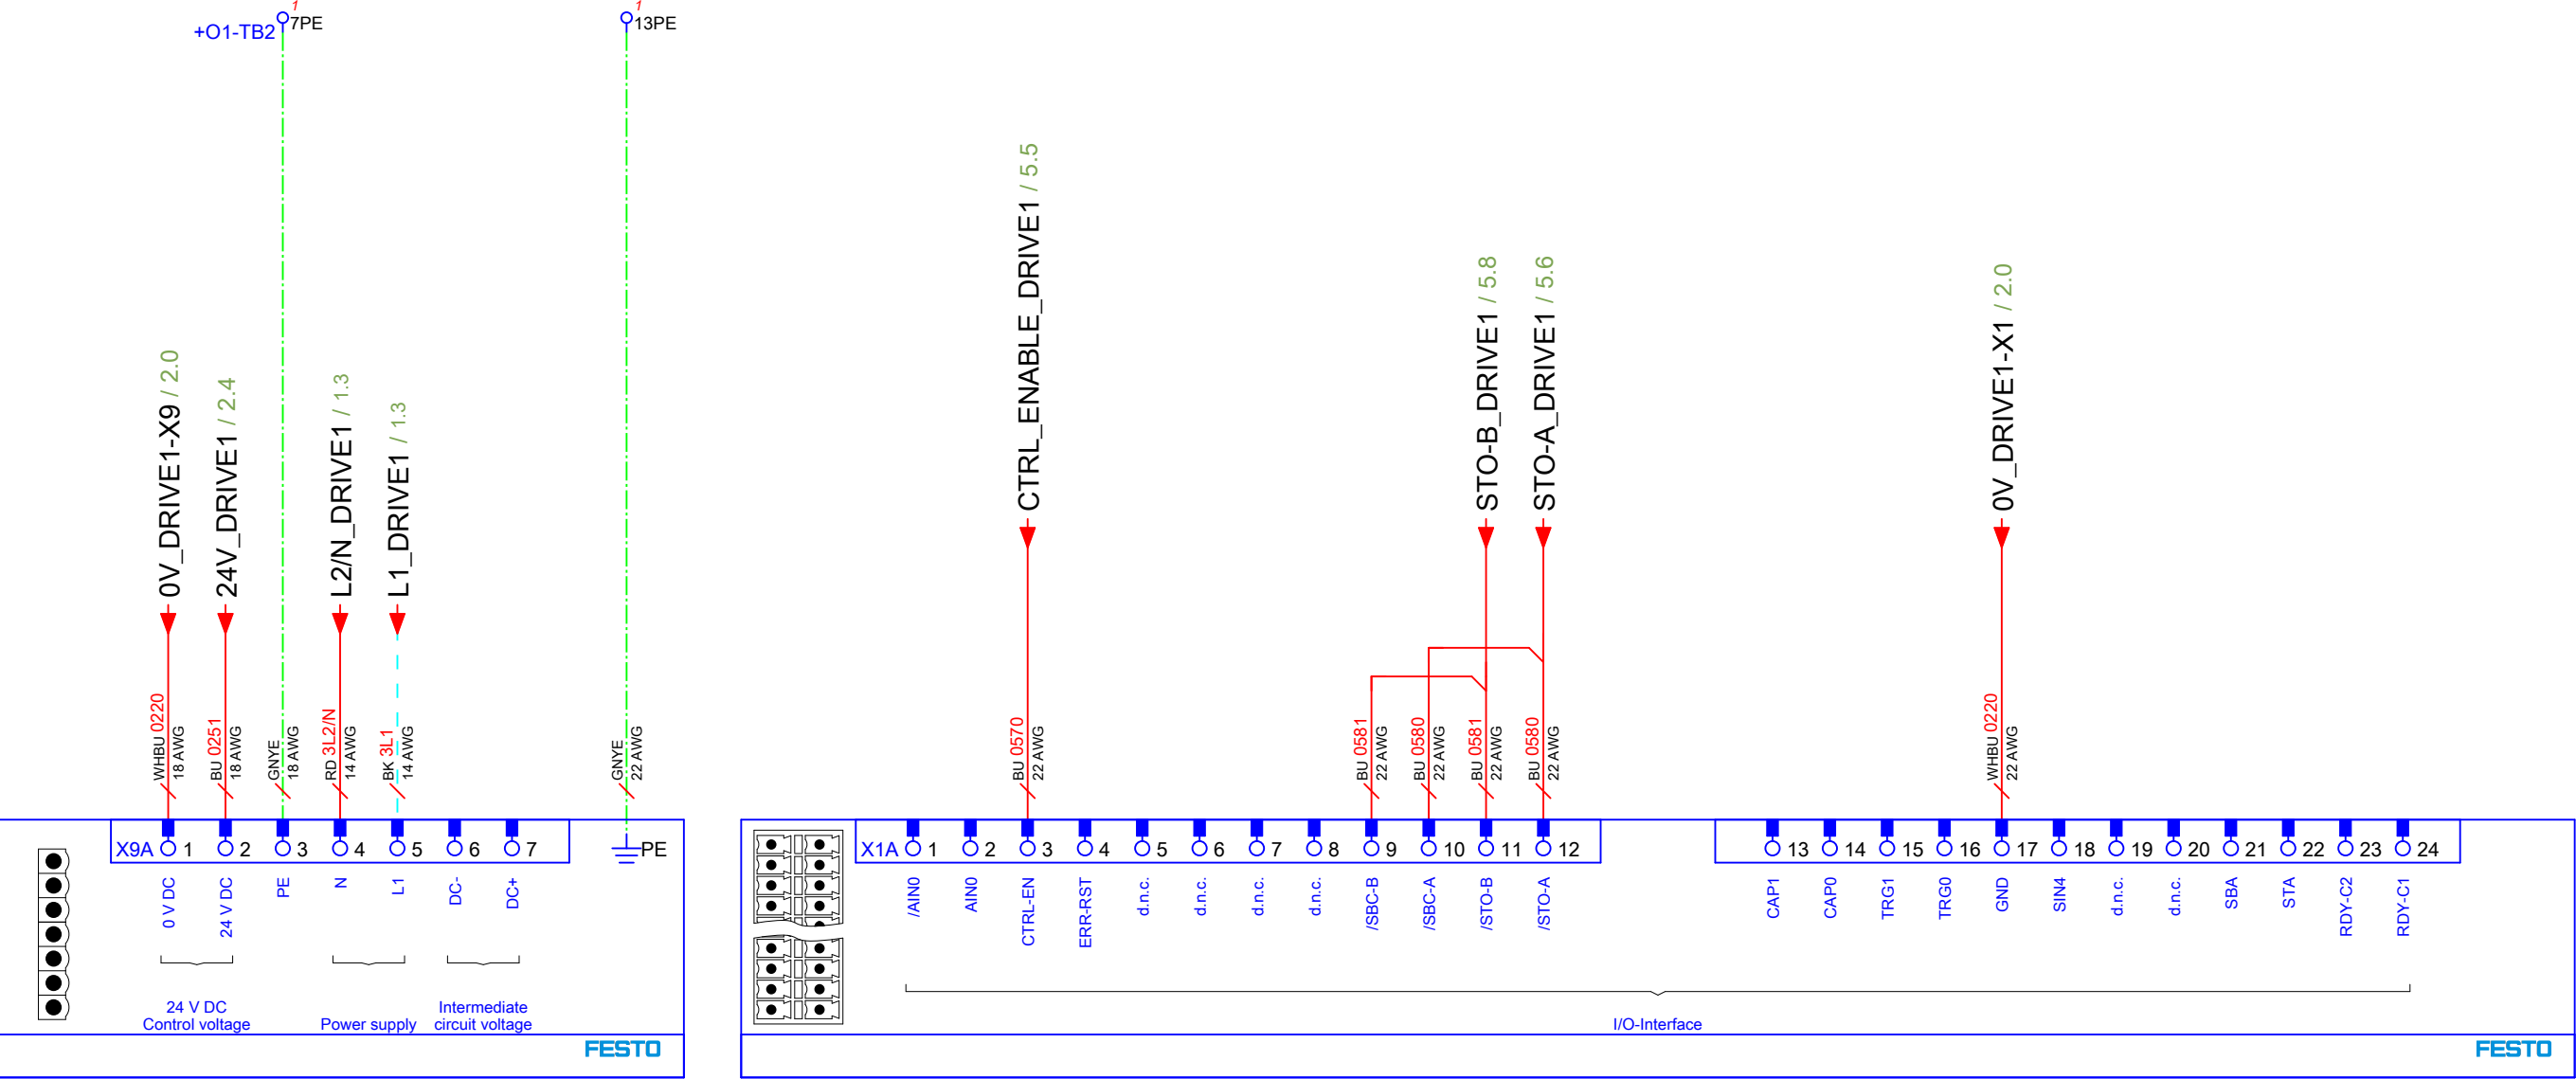 1
7PE
+O1-TB2
1
13PE
0V_DRIVE1-X9 / 2.0
24V_DRIVE1 / 2.4
L2/N_DRIVE1 / 1.3
L1_DRIVE1 / 1.3
CTRL_ENABLE_DRIVE1 / 5.5
STO-B_DRIVE1 / 5.8
STO-A_DRIVE1 / 5.6
0V_DRIVE1-X1 / 2.0
WHBU 0220
18 AWG
BU 0251
18 AWG
GNYE
18 AWG
RD 3L2/N
14 AWG
BK 3L1
14 AWG
GNYE
22 AWG
BU 0570
22 AWG
BU 0581
22 AWG
BU 0580
22 AWG
BU 0581
22 AWG
BU 0580
22 AWG
WHBU 0220
22 AWG
X9A 1 2 3 4 5 6 7 PE
0 V DC
24 V DC
PE
N
L1
DC-
DC+
24 V DC
Control voltage
Power supply
Intermediate
circuit voltage
FESTO
X1A 1 2 3 4 5 6 7 8 9 10 11 12
13 14 15 16 17 18 19 20 21 22 23 24
/AIN0
AIN0
CTRL-EN
ERR-RST
d.n.c.
d.n.c.
d.n.c.
d.n.c.
/SBC-B
/SBC-A
/STO-B
/STO-A
CAP1
CAP0
TRG1
TRG0
GND
SIN4
d.n.c.
d.n.c.
SBA
STA
RDY-C2
RDY-C1
I/O-Interface
FESTO